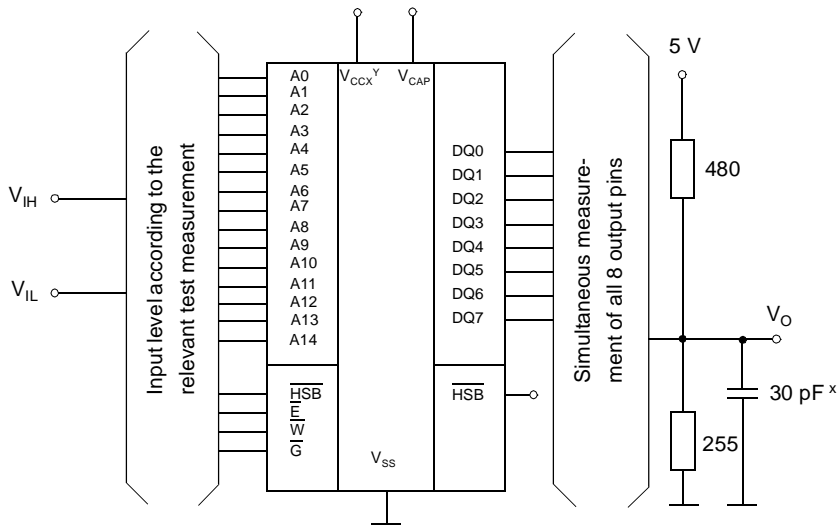 5 V
V_CCX^Y
V_CAP
A0
A1
A2
A3
A4
A5
A6
A7
A8
A9
A10
A11
A12
A13
A14
HSB
E
W
G
V_SS
DQ0
DQ1
DQ2
DQ3
DQ4
DQ5
DQ6
DQ7
HSB
V_IH
V_IL
Input level according to the
relevant test measurement
Simultaneous measure-
ment of all 8 output pins
480
V_O
30 pF ^x
255